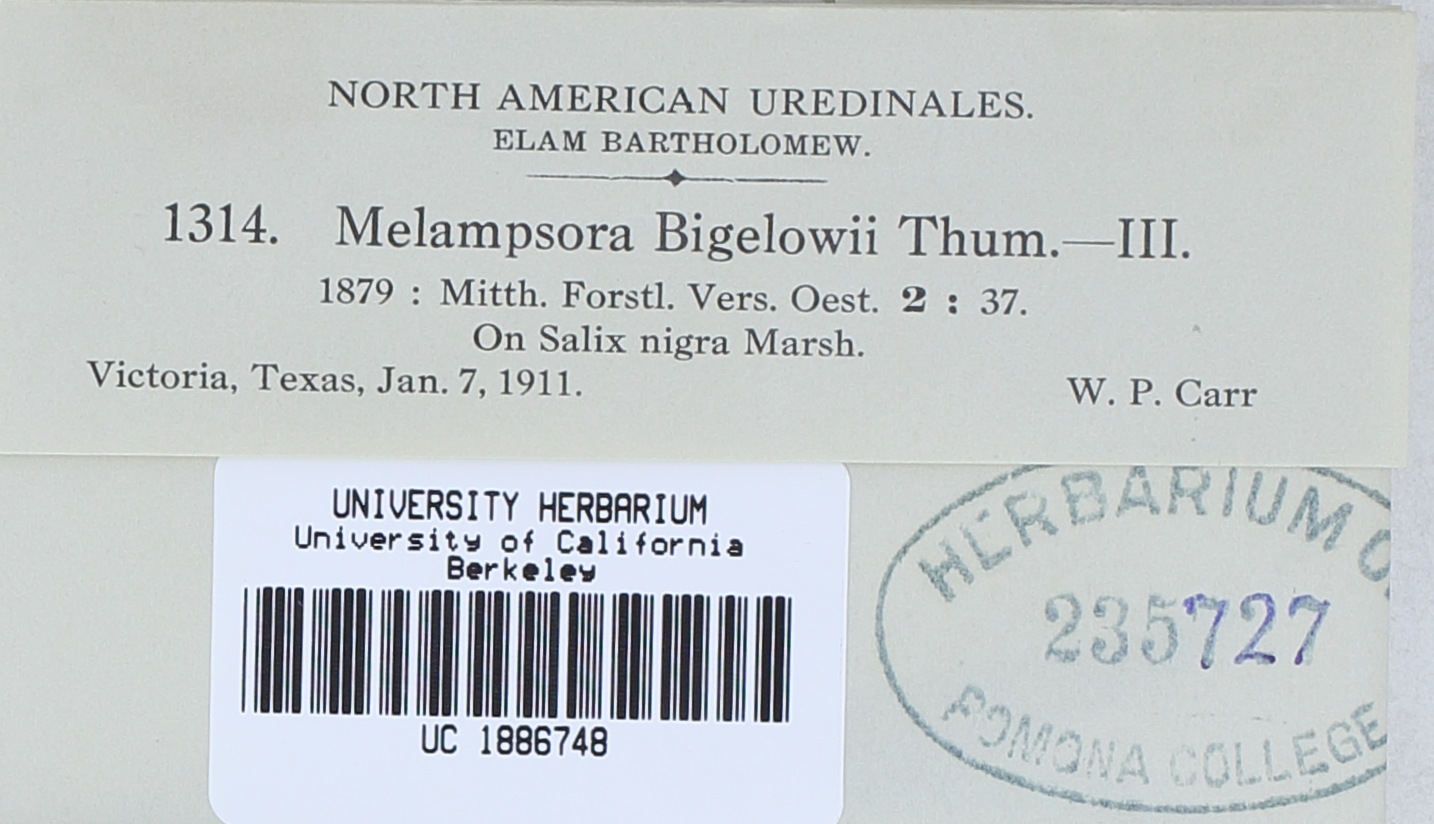 NORTH AMERICAN UREDINALES.
ELAM BARTHOLOMEW.
1314. Melampsora Bigelowii Thum.—III.
1879 : Mitth. Forstl. Vers. Oest. 2 : 37.
On Salix nigra Marsh.
Victoria, Texas, Jan. 7, 1911. W. P. Carr
UNIVERSITY HERBARIUM
University of California
Berkeley
UC 1886748
HERBARIUM
235727
POMONA COLLEGE